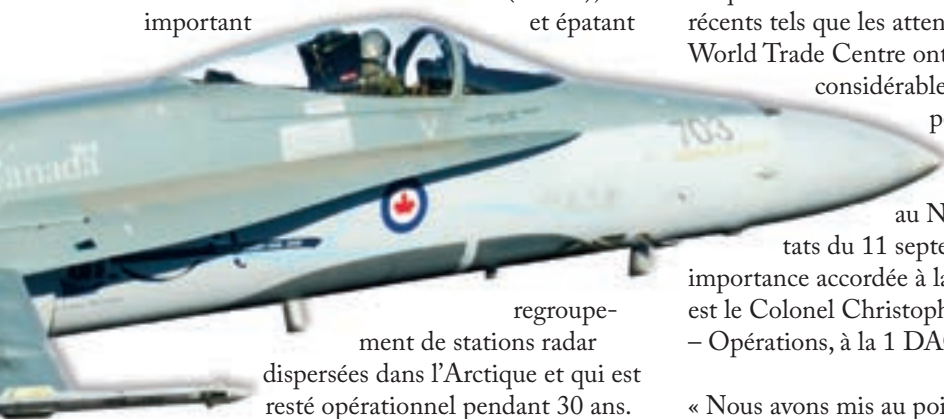 important
et épatant
Canada
703
regroupe-
ment de stations radar
dispersées dans l'Arctique et qui est
resté opérationnel pendant 30 ans.
récents tels que les atten
World Trade Centre ont
considérable
au N
tats du 11 septe
importance accordée à la
est le Colonel Christoph
– Opérations, à la 1 DA
« Nous avons mis au poi